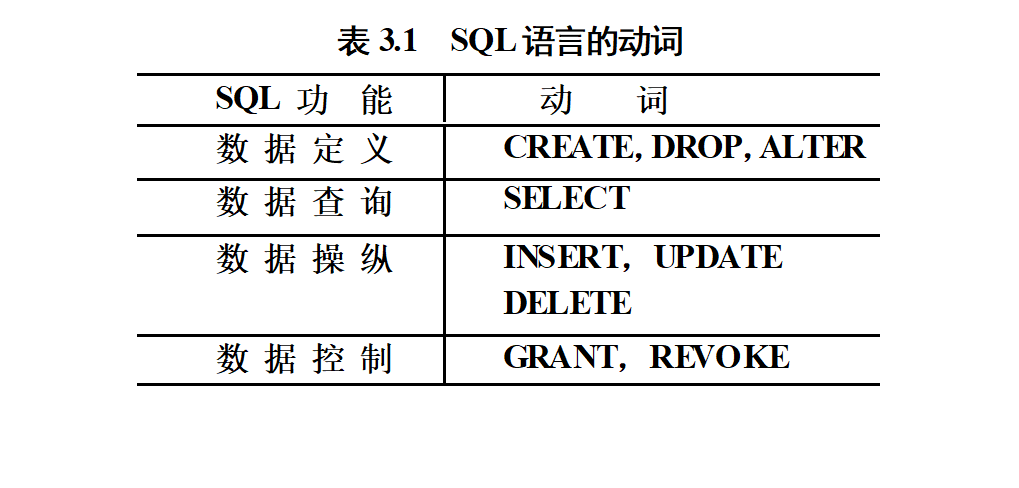 表 3.1 SQL 语言的动词
SQL 功 能 动 词
数 据 定 义 CREATE, DROP, ALTER
数 据 查 询 SELECT
数 据 操 纵 INSERT, UPDATE
DELETE
数 据 控 制 GRANT, REVOKE